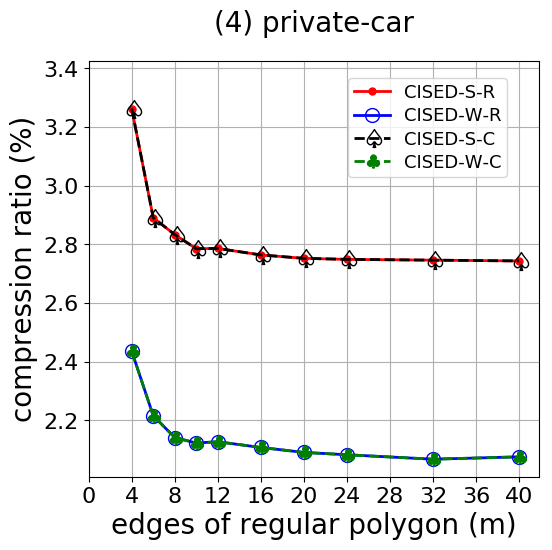 (4) private-car
CISED-S-R
CISED-W-R
CISED-S-C
CISED-W-C
compression ratio (%)
3.4
3.2
3.0
2.8
2.6
2.4
2.2
0 4 8 12 16 20 24 28 32 36 40
edges of regular polygon (m)